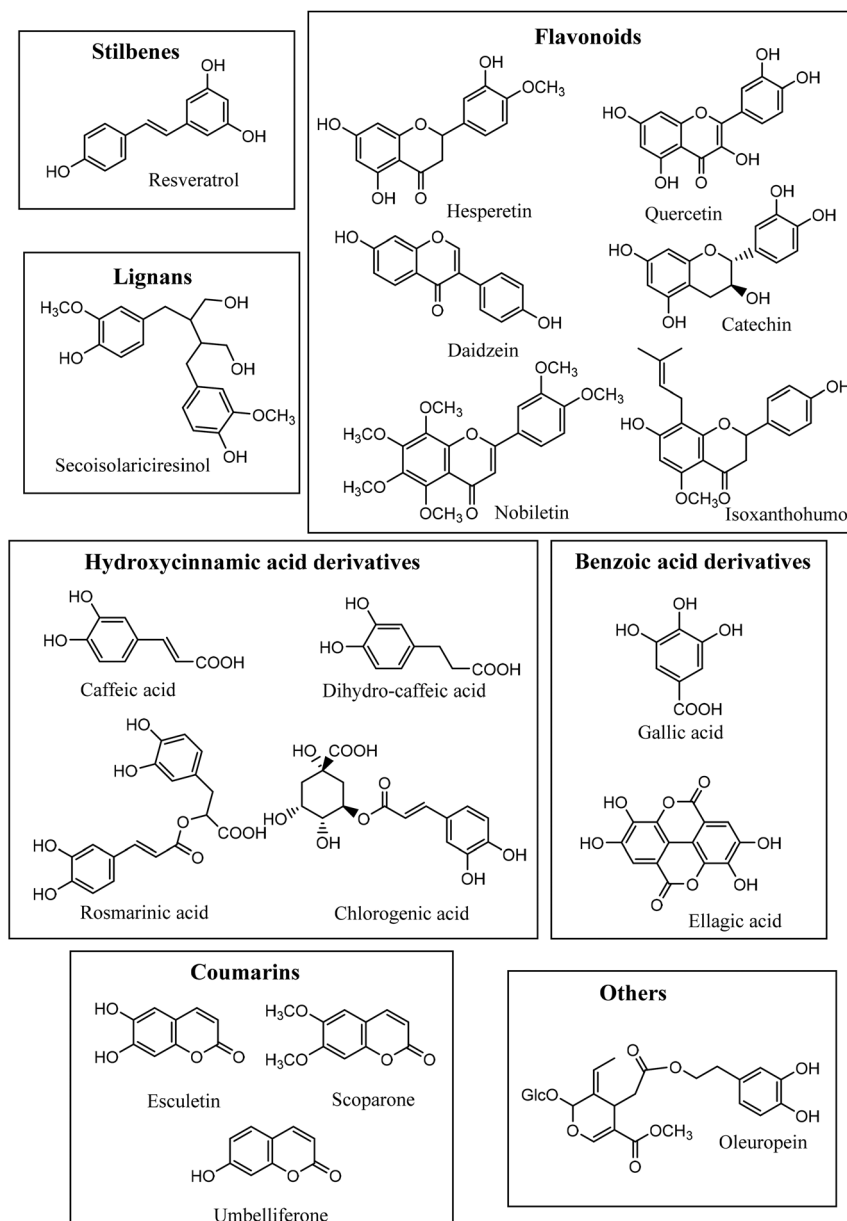 Stilbenes
OH
OH
HO
Resveratrol
Flavonoids
OH
OCH3
HO
O
OH
O
Hesperetin
OH
OH
HO
O
OH
OH
O
Quercetin
HO
O
O
OH
Daidzein
OH
OH
HO
O
OH
OH
Catechin
OCH3
OCH3
OCH3
H3CO
O
H3CO
OCH3
O
Nobiletin
OH
HO
O
OCH3
O
Isoxanthohumo
Lignans
H3CO
OH
HO
OH
OCH3
OH
Secoisolariciresinol
Hydroxycinnamic acid derivatives
HO
HO
COOH
Caffeic acid
HO
HO
COOH
Dihydro-caffeic acid
HO
HO
O
COOH
HO
O
HO
Rosmarinic acid
HO
COOH
O
HO
O
OH
OH
OH
Chlorogenic acid
Benzoic acid derivatives
OH
HO
OH
COOH
Gallic acid
O
O
HO
HO
OH
OH
O
O
Ellagic acid
Coumarins
HO
HO
O
O
Esculetin
H3CO
H3CO
O
O
Scoparone
HO
O
O
Umbelliferone
Others
O
O
OH
GlcO
OH
O
OCH3
O
Oleuropein